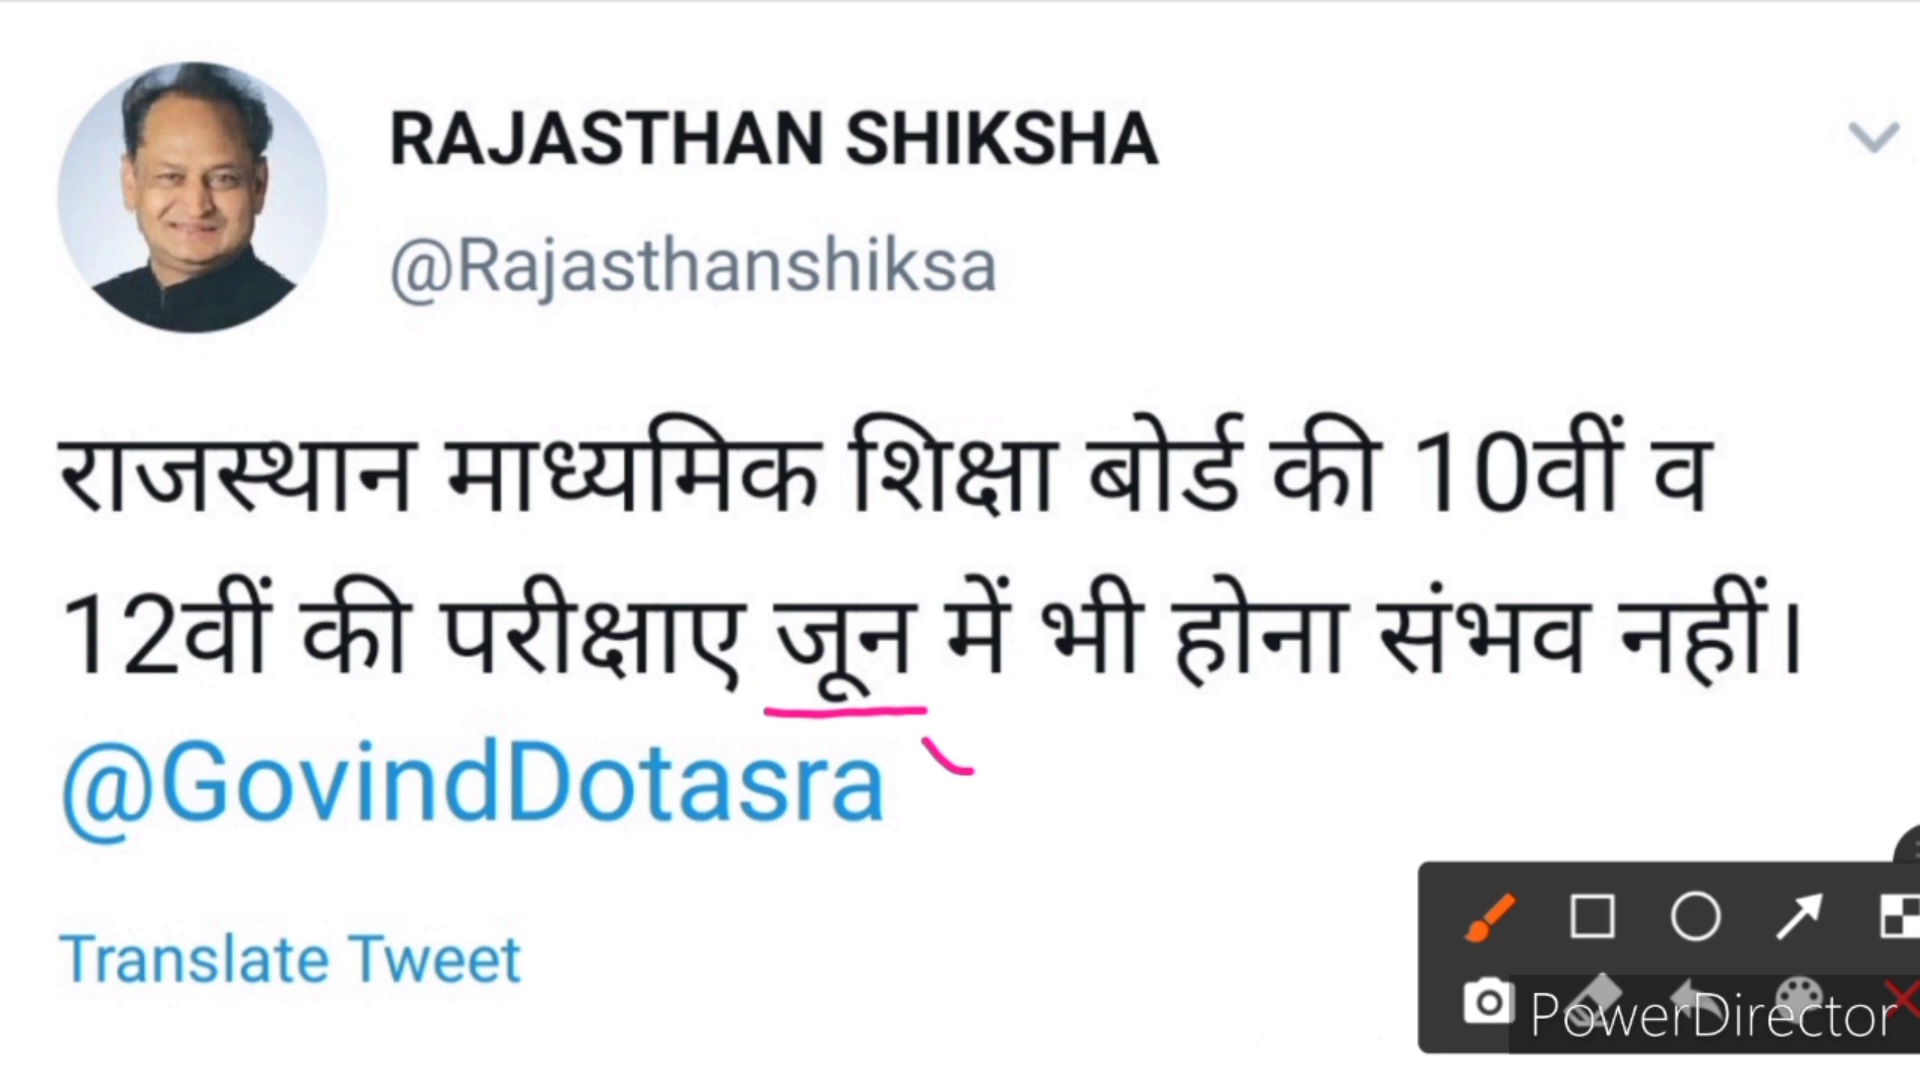 RAJASTHAN SHIKSHA
@Rajasthanshiksa
राजस्थान माध्यमिक शिक्षा बोर्ड की 10वीं व
12वीं की परीक्षाए जून में भी होना संभव नहीं।
@GovindDotasra
Translate Tweet
PowerDirector